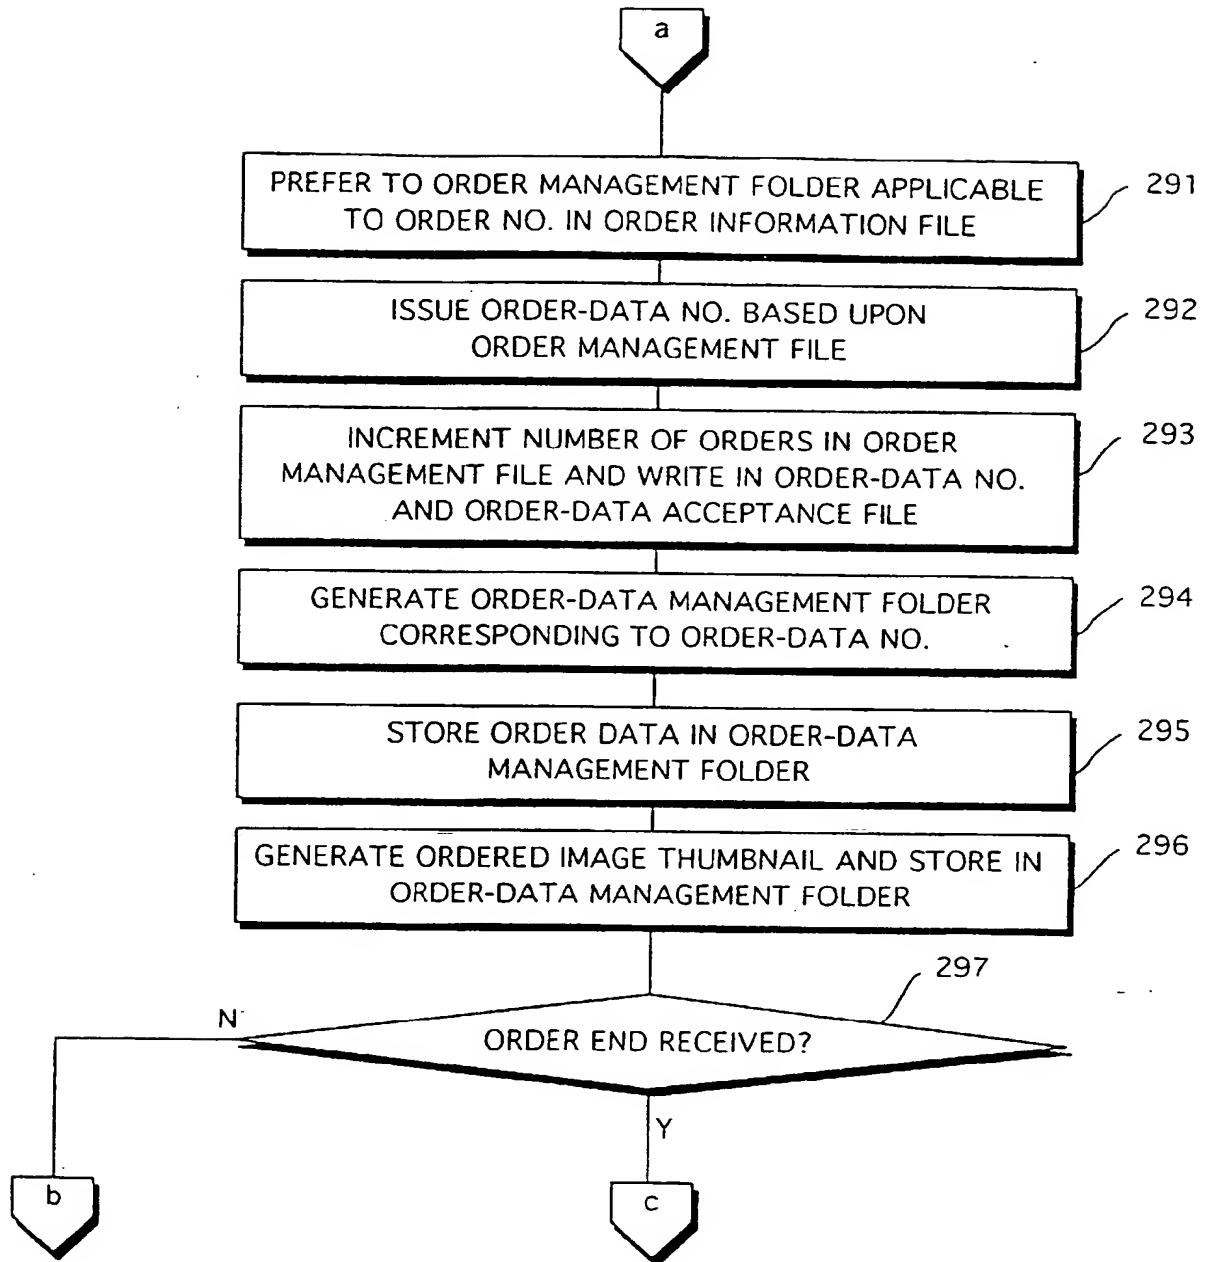 a
PREFER TO ORDER MANAGEMENT FOLDER APPLICABLE
TO ORDER NO. IN ORDER INFORMATION FILE
291
ISSUE ORDER-DATA NO. BASED UPON
ORDER MANAGEMENT FILE
292
INCREMENT NUMBER OF ORDERS IN ORDER
MANAGEMENT FILE AND WRITE IN ORDER-DATA NO.
AND ORDER-DATA ACCEPTANCE FILE
293
GENERATE ORDER-DATA MANAGEMENT FOLDER
CORRESPONDING TO ORDER-DATA NO.
294
STORE ORDER DATA IN ORDER-DATA
MANAGEMENT FOLDER
295
GENERATE ORDERED IMAGE THUMBNAIL AND STORE IN
ORDER-DATA MANAGEMENT FOLDER
296
297
N
ORDER END RECEIVED?
Y
b
c